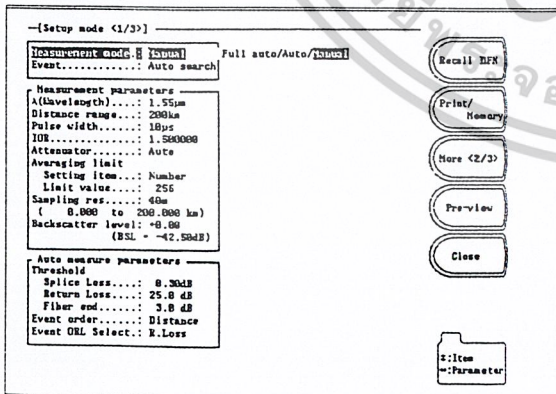 [Setup mode <1/3>]
Measurement mode.: Manual Full auto/Auto/Manual
Event............: Auto search
Measurement parameters
λ(Wavelength)....: 1.55μm
Distance range...: 200km
Pulse width......: 10μs
IOR..............: 1.500000
Attenuator.......: Auto
Averaging limit
Setting item...: Number
Limit value....: 256
Sampling res.....: 40m
( 0.000 to 200.000 km)
Backscatter level: +0.00
(BSL = -42.50dB)
Auto measure parameters
Threshold
Splice Loss....: 0.30dB
Return Loss....: 25.0 dB
Fiber end......: 3.0 dB
Event order......: Distance
Event ORL Select.: R.Loss
Recall
Print/
Memory
More <2/3>
Pre-view
Close
↕:Item
↔:Parameter